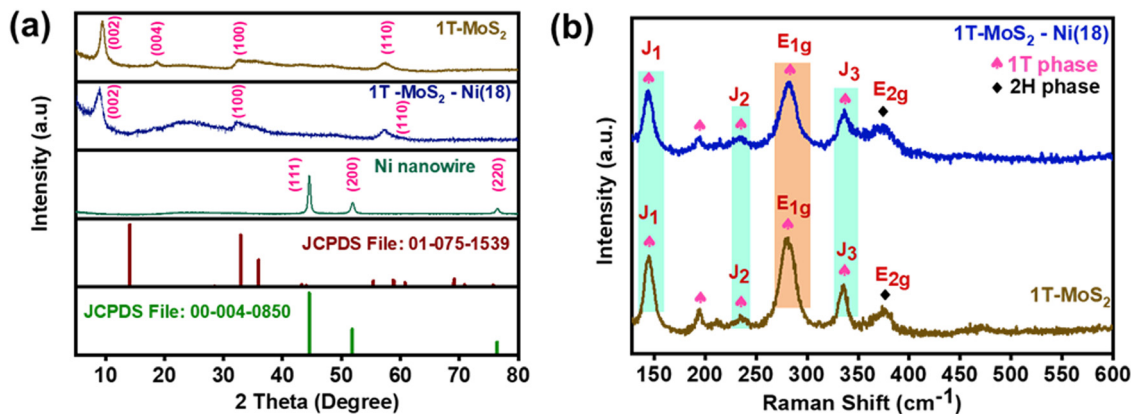 (a)
1T-MoS₂
(002)
(004)
(100)
(110)
1T -MoS₂ - Ni(18)
(002)
(100)
(110)
Ni nanowire
(111)
(200)
(220)
JCPDS File: 01-075-1539
JCPDS File: 00-004-0850
Intensity (a.u)
10 20 30 40 50 60 70 80
2 Theta (Degree)
(b)
1T-MoS₂ - Ni(18)
♠ 1T phase
◆ 2H phase
J₁
J₂
E₁g
J₃
E₂g
J₁
J₂
E₁g
J₃
E₂g
1T-MoS₂
Intensity (a.u.)
150 200 250 300 350 400 450 500 550 600
Raman Shift (cm⁻¹)